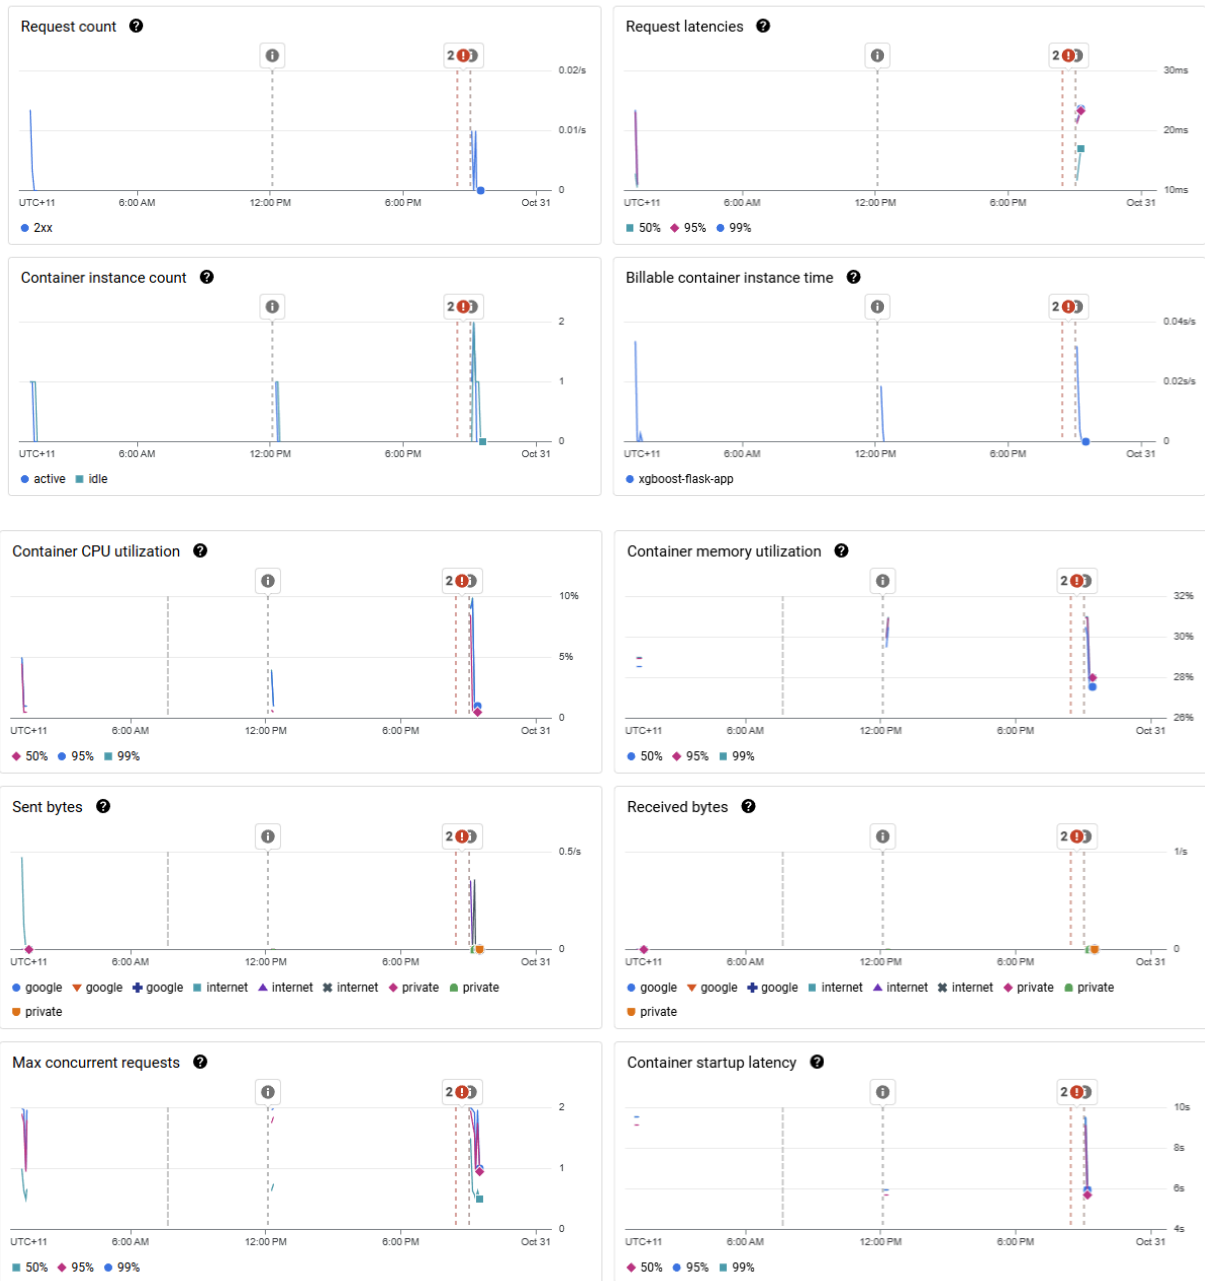 Request count
2
0.02/s
0.01/s
0
UTC+11 6:00 AM 12:00 PM 6:00 PM Oct 31
2xx
Request latencies
2
30ms
20ms
10ms
UTC+11 6:00 AM 12:00 PM 6:00 PM Oct 31
50% 95% 99%
Container instance count
2
2
1
0
UTC+11 6:00 AM 12:00 PM 6:00 PM Oct 31
active idle
Billable container instance time
2
0.04s/s
0.02s/s
0
UTC+11 6:00 AM 12:00 PM 6:00 PM Oct 31
xgboost-flask-app
Container CPU utilization
2
10%
5%
0
UTC+11 6:00 AM 12:00 PM 6:00 PM Oct 31
50% 95% 99%
Container memory utilization
2
32%
30%
28%
26%
UTC+11 6:00 AM 12:00 PM 6:00 PM Oct 31
50% 95% 99%
Sent bytes
2
0.5/s
0
UTC+11 6:00 AM 12:00 PM 6:00 PM Oct 31
google google google internet internet internet private private
private
Received bytes
2
1/s
0
UTC+11 6:00 AM 12:00 PM 6:00 PM Oct 31
google google google internet internet internet private private
private
Max concurrent requests
2
2
1
0
UTC+11 6:00 AM 12:00 PM 6:00 PM Oct 31
50% 95% 99%
Container startup latency
2
10s
8s
6s
4s
UTC+11 6:00 AM 12:00 PM 6:00 PM Oct 31
50% 95% 99%